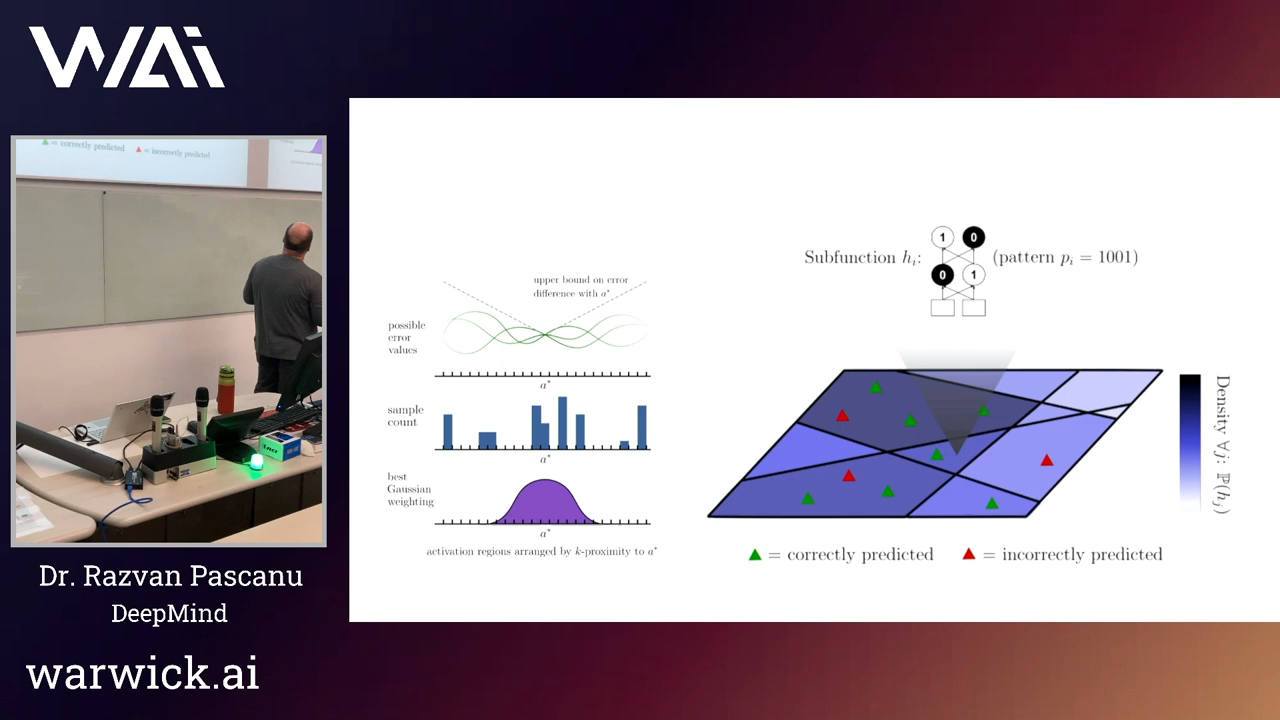 WAi
= correctly predicted
= incorrectly predicted
Dr. Razvan Pascanu
DeepMind
warwick.ai
upper bound on error
difference with a*
possible
error
values
a*
sample
count
a*
best
Gaussian
weighting
a*
activation regions arranged by k-proximity to a*
Subfunction hᵢ:
1 0
0 1
(pattern pᵢ = 1001)
Density ∀j: ℙ(hⱼ)
= correctly predicted
= incorrectly predicted